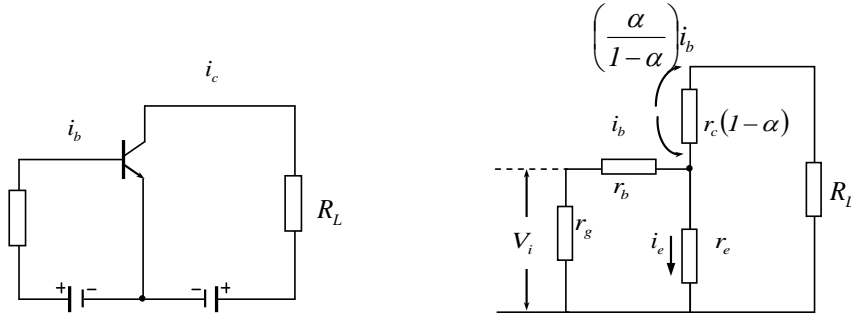 i_c
i_b
R_L
+ - - +
(α / 1-α) i_b
i_b
r_c(1-α)
r_b
R_L
V_i
r_g
i_e
r_e